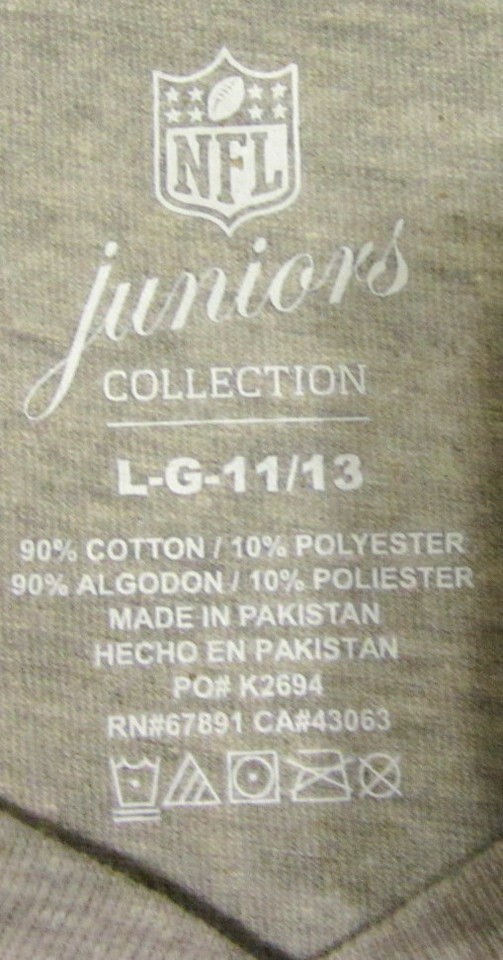 NFL
juniors
COLLECTION
L-G-11/13
90% COTTON / 10% POLYESTER
90% ALGODON / 10% POLIESTER
MADE IN PAKISTAN
HECHO EN PAKISTAN
PO# K2694
RN#67891 CA#43063